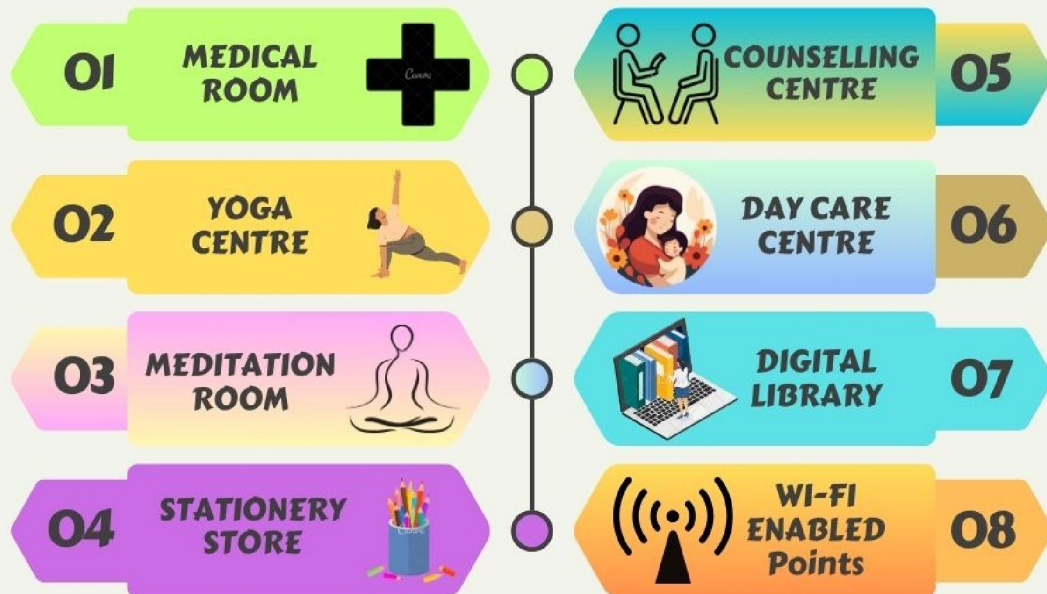 01
MEDICAL
ROOM
Canva
02
YOGA
CENTRE
03
MEDITATION
ROOM
04
STATIONERY
STORE
COUNSELLING
CENTRE
05
DAY CARE
CENTRE
06
DIGITAL
LIBRARY
07
WI-FI
ENABLED
Points
08